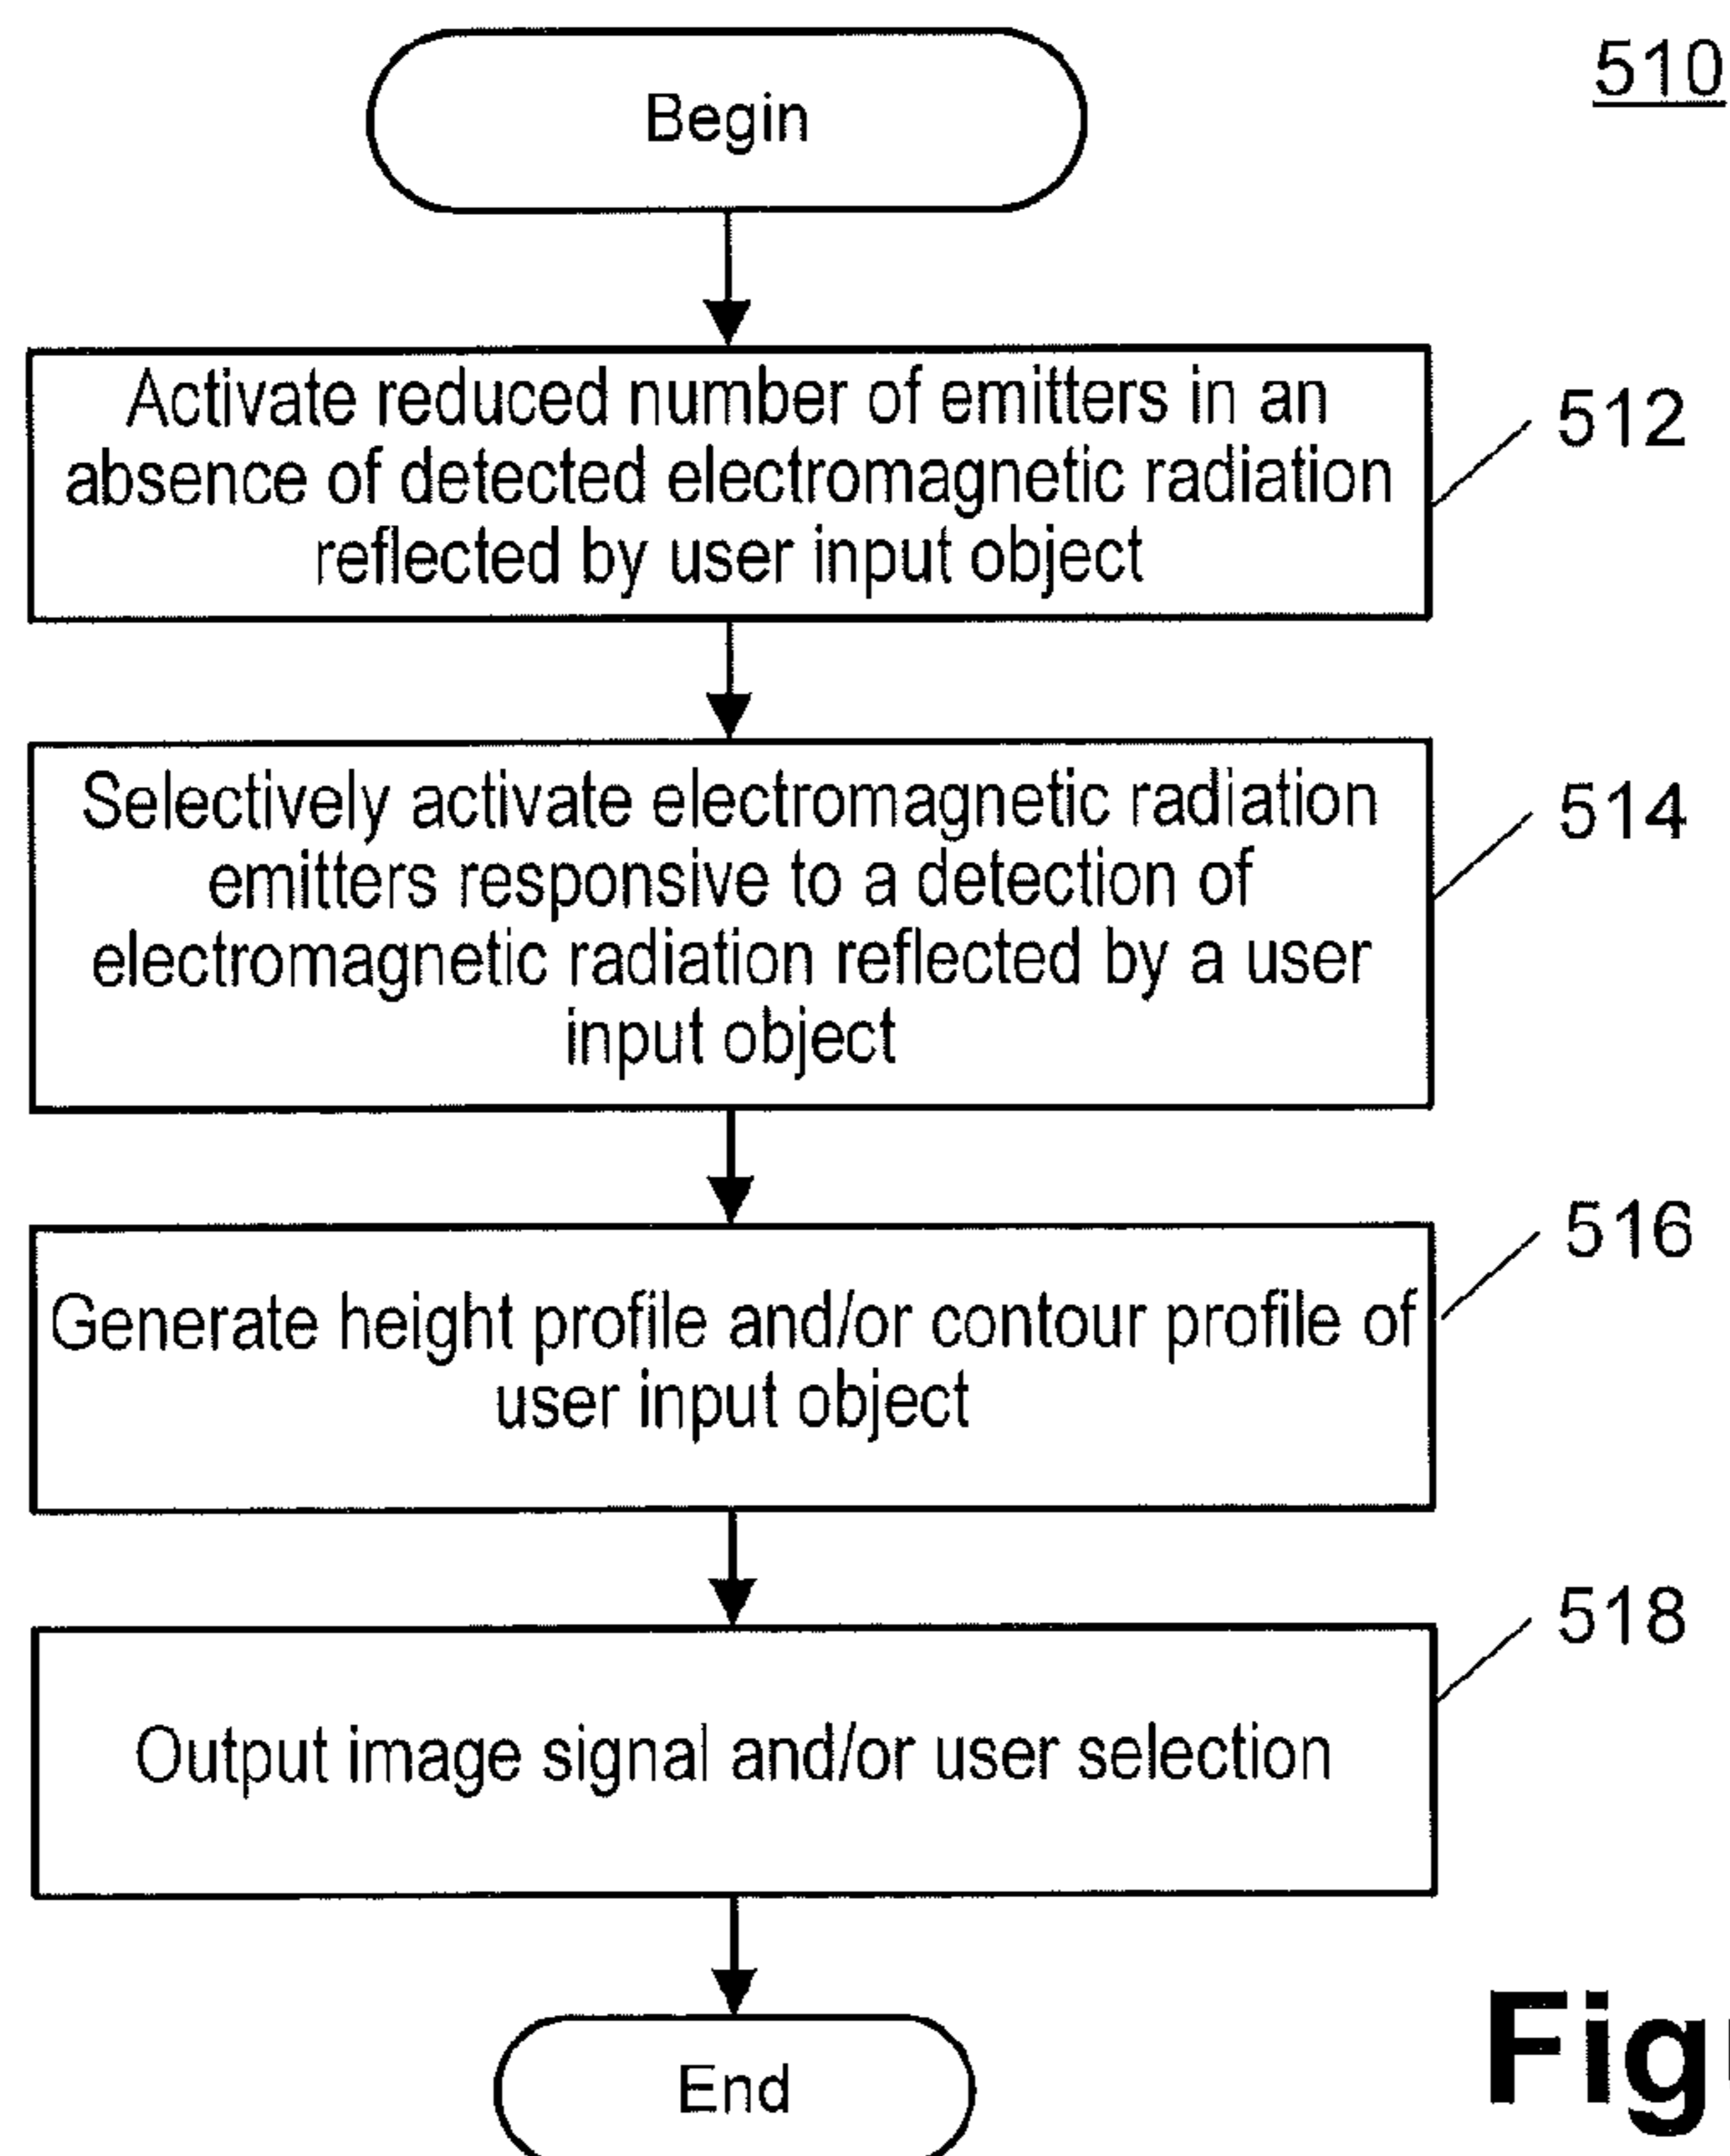 Begin
510
Activate reduced number of emitters in an
absence of detected electromagnetic radiation
reflected by user input object
512
Selectively activate electromagnetic radiation
emitters responsive to a detection of
electromagnetic radiation reflected by a user
input object
514
Generate height profile and/or contour profile of
user input object
516
Output image signal and/or user selection
518
End